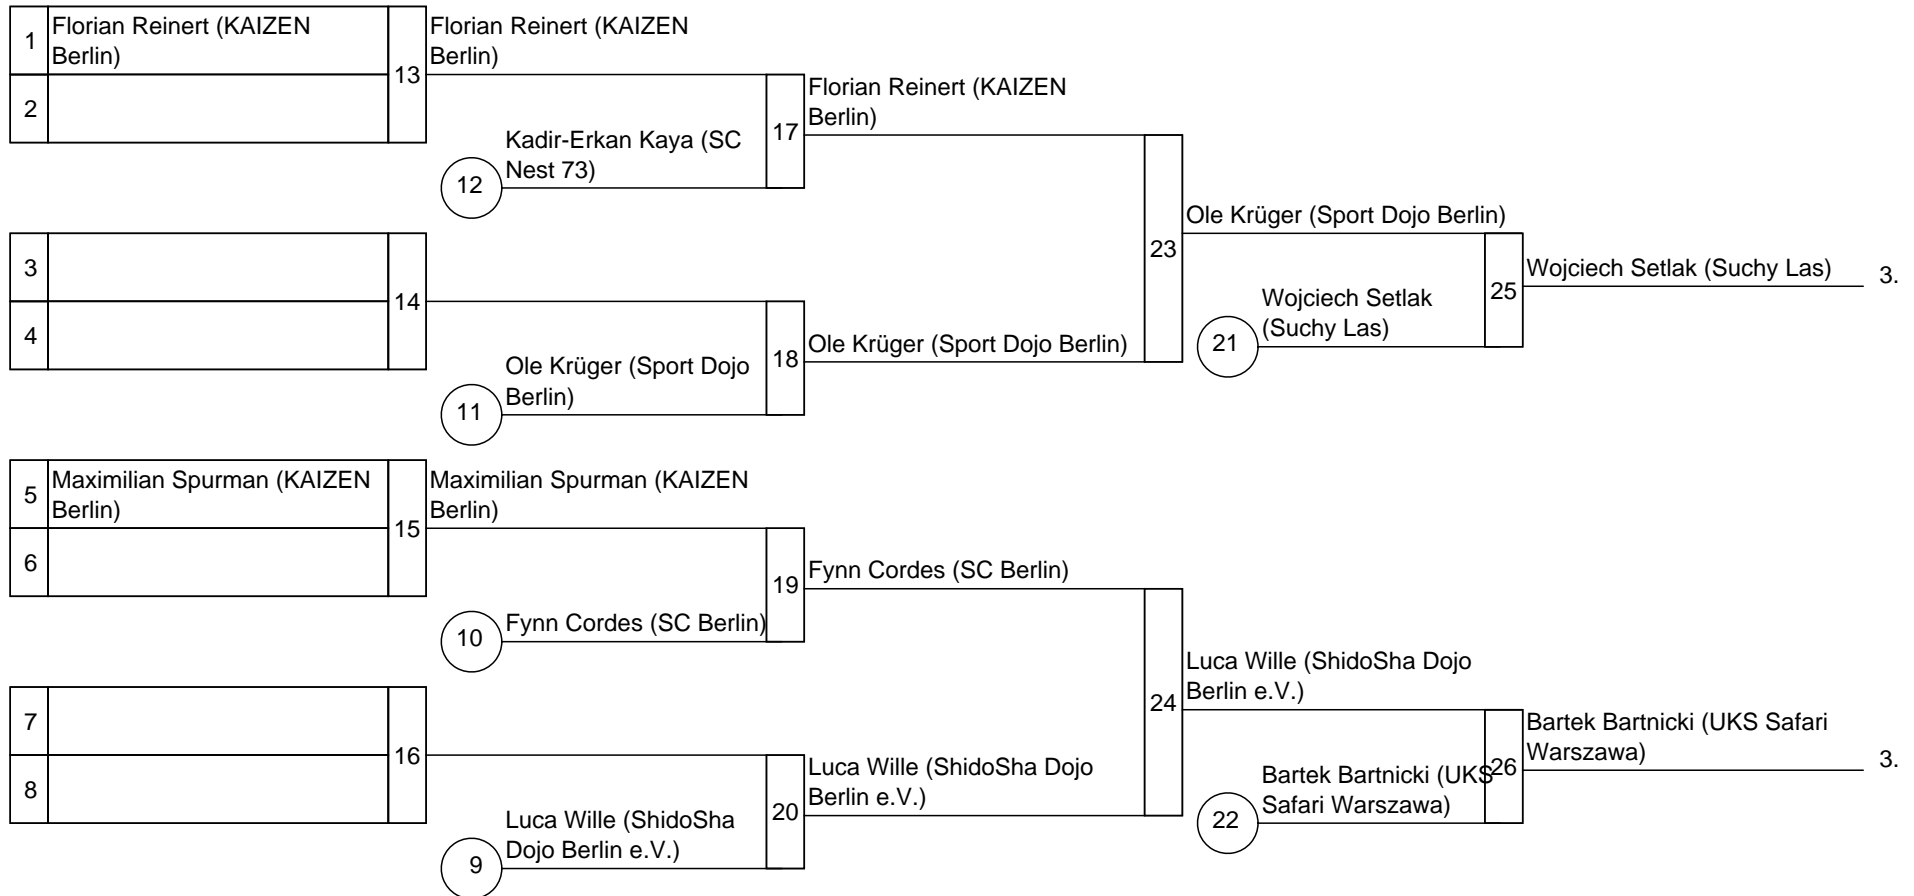 1
Florian Reinert (KAIZEN
Berlin)
2
13
Florian Reinert (KAIZEN
Berlin)
12
Kadir-Erkan Kaya (SC
Nest 73)
17
Florian Reinert (KAIZEN
Berlin)
3
4
14
11
Ole Krüger (Sport Dojo
Berlin)
18
Ole Krüger (Sport Dojo Berlin)
23
Ole Krüger (Sport Dojo Berlin)
21
Wojciech Setlak
(Suchy Las)
25
Wojciech Setlak (Suchy Las)
3.
5
Maximilian Spurman (KAIZEN
Berlin)
6
15
Maximilian Spurman (KAIZEN
Berlin)
10
Fynn Cordes (SC Berlin)
19
Fynn Cordes (SC Berlin)
7
8
16
9
Luca Wille (ShidoSha
Dojo Berlin e.V.)
20
Luca Wille (ShidoSha Dojo
Berlin e.V.)
24
Luca Wille (ShidoSha Dojo
Berlin e.V.)
22
Bartek Bartnicki (UKS
Safari Warszawa)
26
Bartek Bartnicki (UKS Safari
Warszawa)
3.